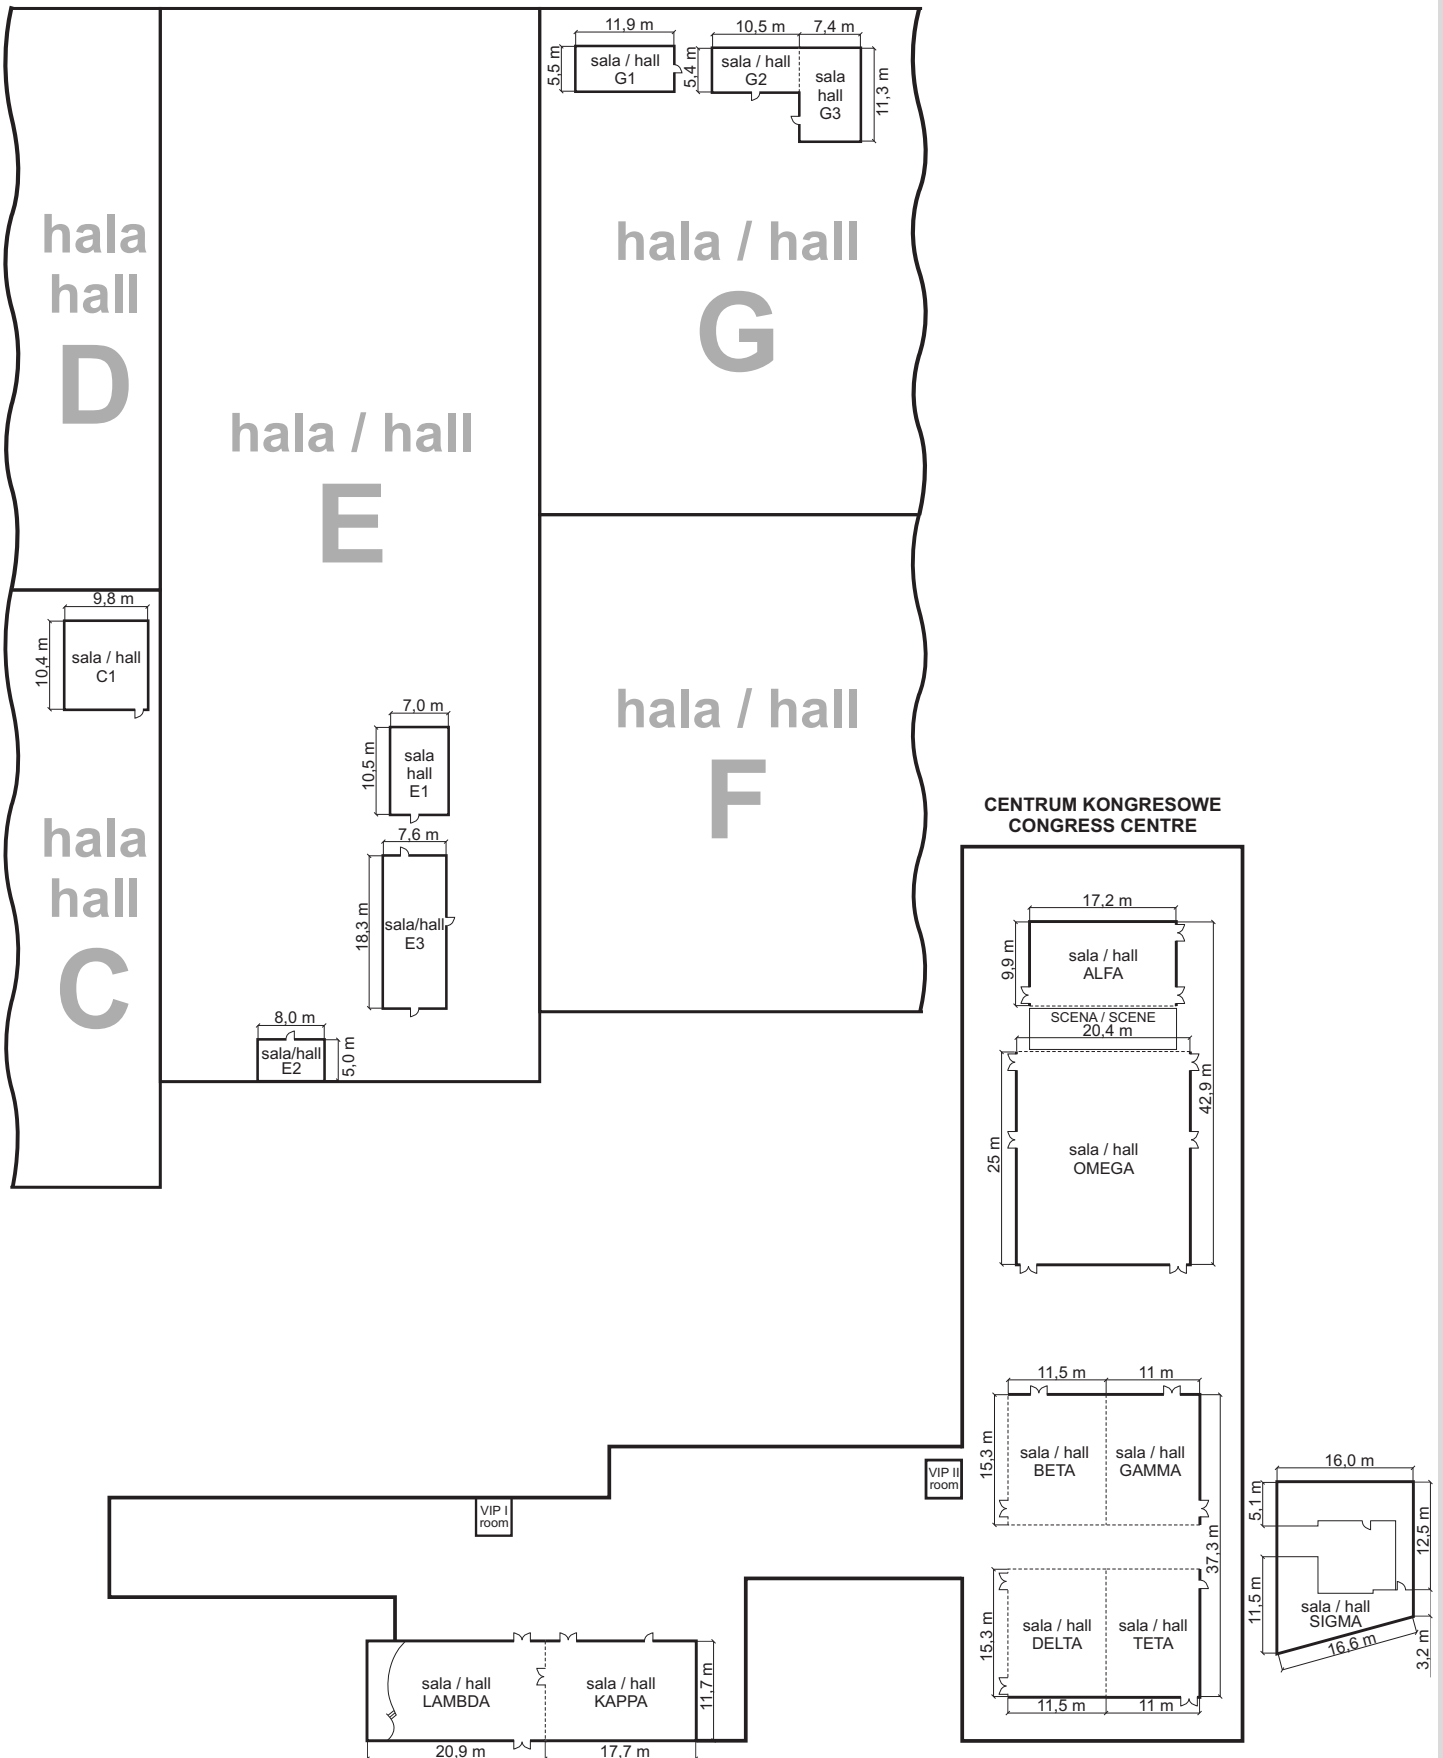 11,9 m
5,5 m
sala / hall
G1
10,5 m
7,4 m
5,4 m
sala / hall
G2
sala
hall
G3
11,3 m
hala
hall
D
hala / hall
E
hala / hall
G
9,8 m
10,4 m
sala / hall
C1
hala
hall
C
7,0 m
10,5 m
sala
hall
E1
7,6 m
18,3 m
sala/hall
E3
8,0 m
sala/hall
E2
5,0 m
hala / hall
F
CENTRUM KONGRESOWE
CONGRESS CENTRE
17,2 m
9,9 m
sala / hall
ALFA
SCENA / SCENE
20,4 m
42,9 m
25 m
sala / hall
OMEGA
11,5 m
11 m
15,3 m
sala / hall
BETA
sala / hall
GAMMA
37,3 m
VIP II
room
VIP I
room
15,3 m
sala / hall
DELTA
sala / hall
TETA
11,5 m
11 m
16,0 m
5,1 m
12,5 m
11,5 m
sala / hall
SIGMA
16,6 m
3,2 m
sala / hall
LAMBDA
sala / hall
KAPPA
11,7 m
20,9 m
17,7 m